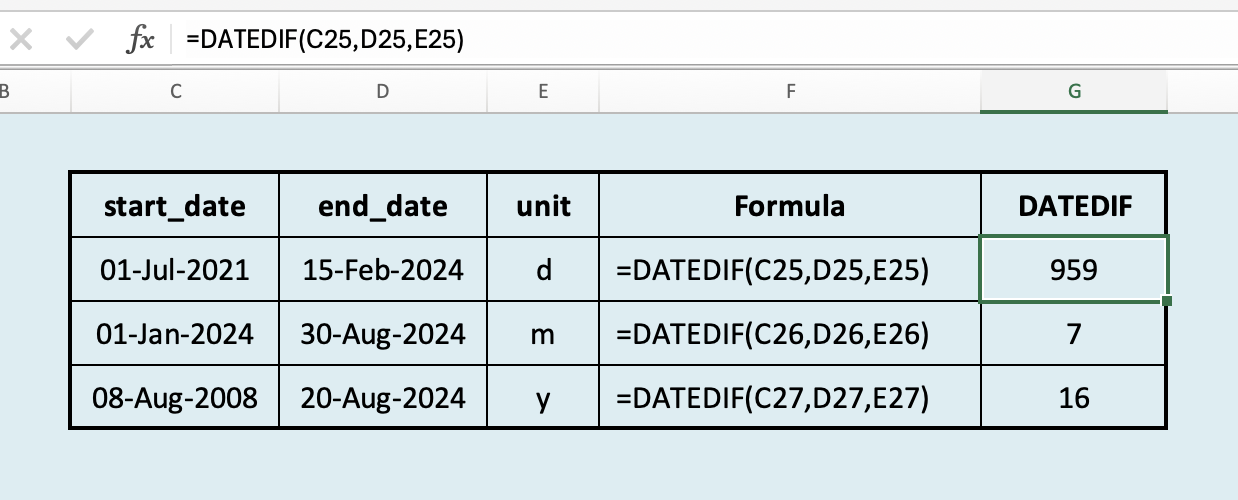 fx =DATEDIF(C25,D25,E25)
B C D E F G
start_date end_date unit Formula DATEDIF
01-Jul-2021 15-Feb-2024 d =DATEDIF(C25,D25,E25) 959
01-Jan-2024 30-Aug-2024 m =DATEDIF(C26,D26,E26) 7
08-Aug-2008 20-Aug-2024 y =DATEDIF(C27,D27,E27) 16